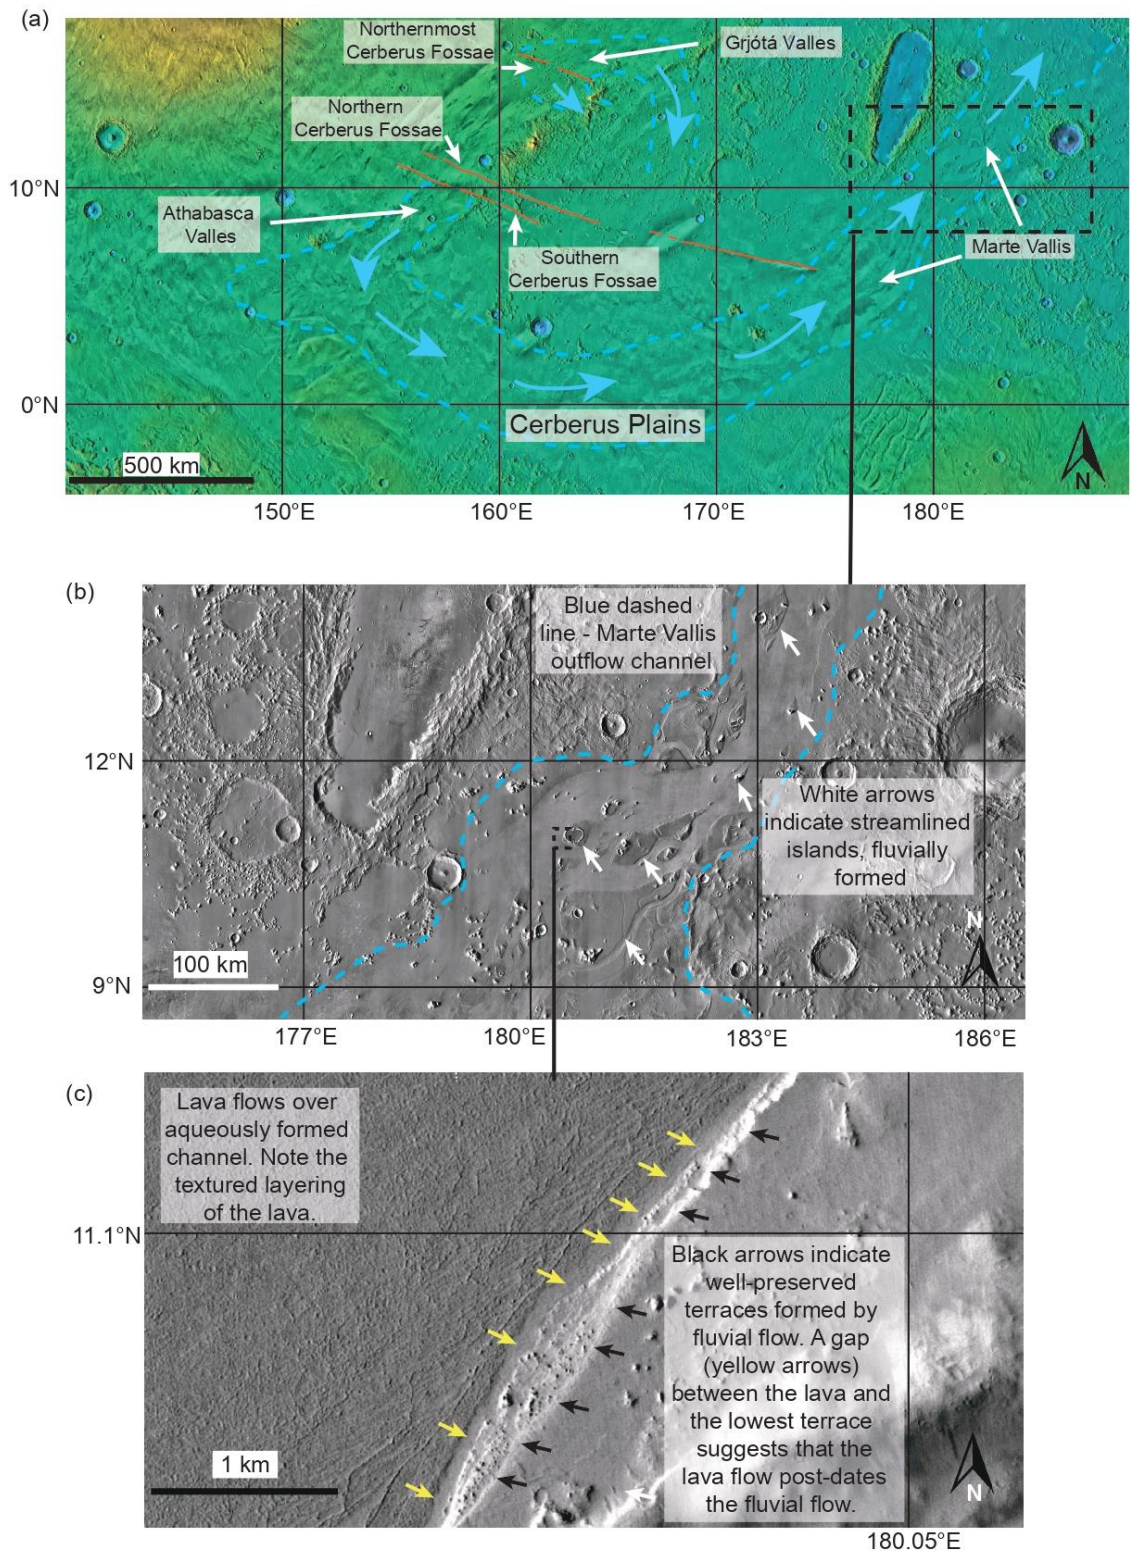 (a)
Northernmost
Cerberus Fossae
Grjótá Valles
Northern
Cerberus Fossae
10°N
Athabasca
Valles
Southern
Cerberus Fossae
Marte Vallis
0°N
Cerberus Plains
500 km
N
150°E
160°E
170°E
180°E
(b)
Blue dashed
line - Marte Vallis
outflow channel
12°N
White arrows
indicate streamlined
islands, fluvially
formed
N
100 km
9°N
177°E
180°E
183°E
186°E
(c)
Lava flows over
aqueously formed
channel. Note the
textured layering
of the lava.
11.1°N
Black arrows indicate
well-preserved
terraces formed by
fluvial flow. A gap
(yellow arrows)
between the lava and
the lowest terrace
suggests that the
lava flow post-dates
the fluvial flow.
1 km
N
180.05°E